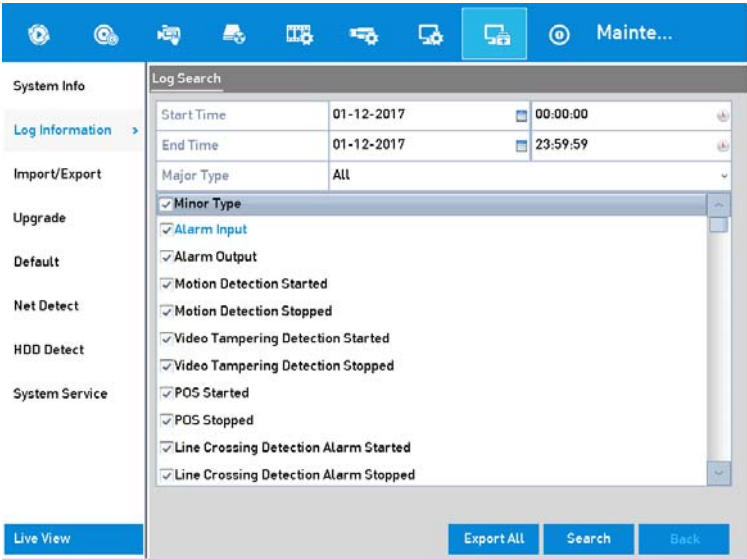 Mainte...
System Info
Log Information >
Import/Export
Upgrade
Default
Net Detect
HDD Detect
System Service
Live View
Log Search
Start Time 01-12-2017 00:00:00
End Time 01-12-2017 23:59:59
Major Type All
Minor Type
Alarm Input
Alarm Output
Motion Detection Started
Motion Detection Stopped
Video Tampering Detection Started
Video Tampering Detection Stopped
POS Started
POS Stopped
Line Crossing Detection Alarm Started
Line Crossing Detection Alarm Stopped
Export All Search Back